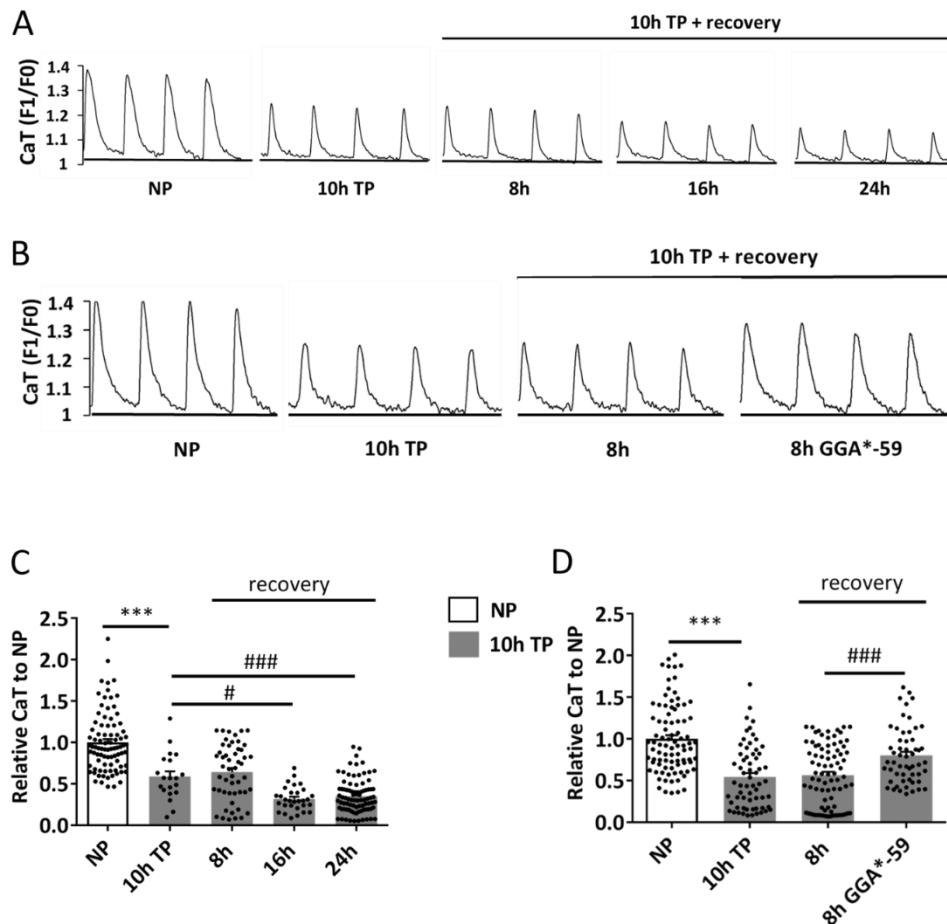 A
10h TP + recovery
CaT (F1/F0)
1.4
1.3
1.2
1.1
1
NP
10h TP
8h
16h
24h
B
10h TP + recovery
CaT (F1/F0)
1.4
1.3
1.2
1.1
1
NP
10h TP
8h
8h GGA*-59
C
recovery
***
###
#
Relative CaT to NP
2.5
2.0
1.5
1.0
0.5
0.0
NP
10h TP
8h
16h
24h
NP
10h TP
D
recovery
***
###
Relative CaT to NP
2.5
2.0
1.5
1.0
0.5
0.0
NP
10h TP
8h
8h GGA*-59